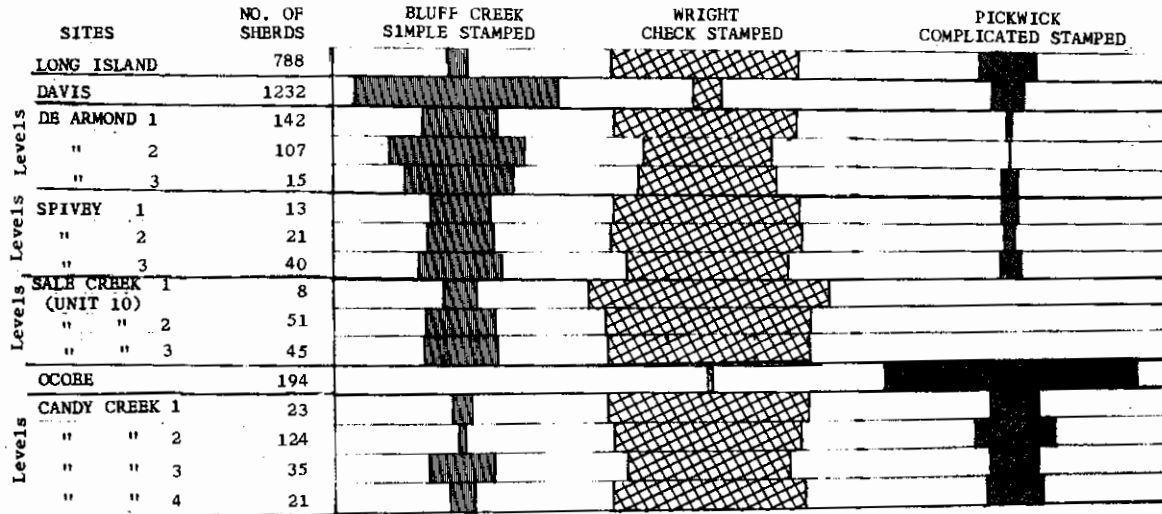 SITES NO. OF SHERDS BLUFF CREEK SIMPLE STAMPED WRIGHT CHECK STAMPED PICKWICK COMPLICATED STAMPED
LONG ISLAND 788
DAVIS 1232
Levels
DE ARMOND 1 142
" 2 107
" 3 15
Levels
SPIVEY 1 13
" 2 21
" 3 40
Levels
SALE CREEK 1 8
(UNIT 10)
" " 2 51
" " 3 45
OCOEE 194
Levels
CANDY CREEK 1 23
" " 2 124
" " 3 35
" " 4 21